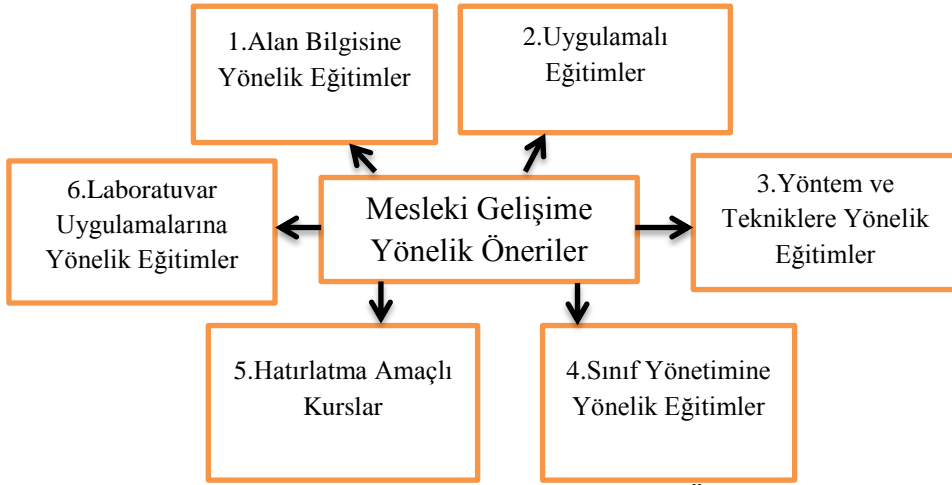 1.Alan Bilgisine
Yönelik Eğitimler
2.Uygulamalı
Eğitimler
3.Yöntem ve
Tekniklere Yönelik
Eğitimler
Mesleki Gelişime
Yönelik Öneriler
6.Laboratuvar
Uygulamalarına
Yönelik Eğitimler
5.Hatırlatma Amaçlı
Kurslar
4.Sınıf Yönetimine
Yönelik Eğitimler